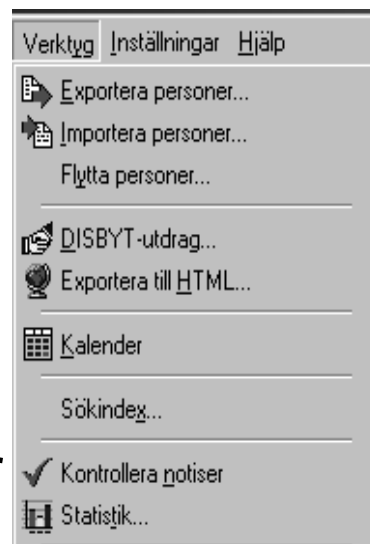 Verktyg Inställningar Hjälp
Exportera personer...
Importera personer...
Flytta personer...
DISBYT-utdrag...
Exportera till HTML...
Kalender
Sökindex...
Kontrollera notiser
Statistik...